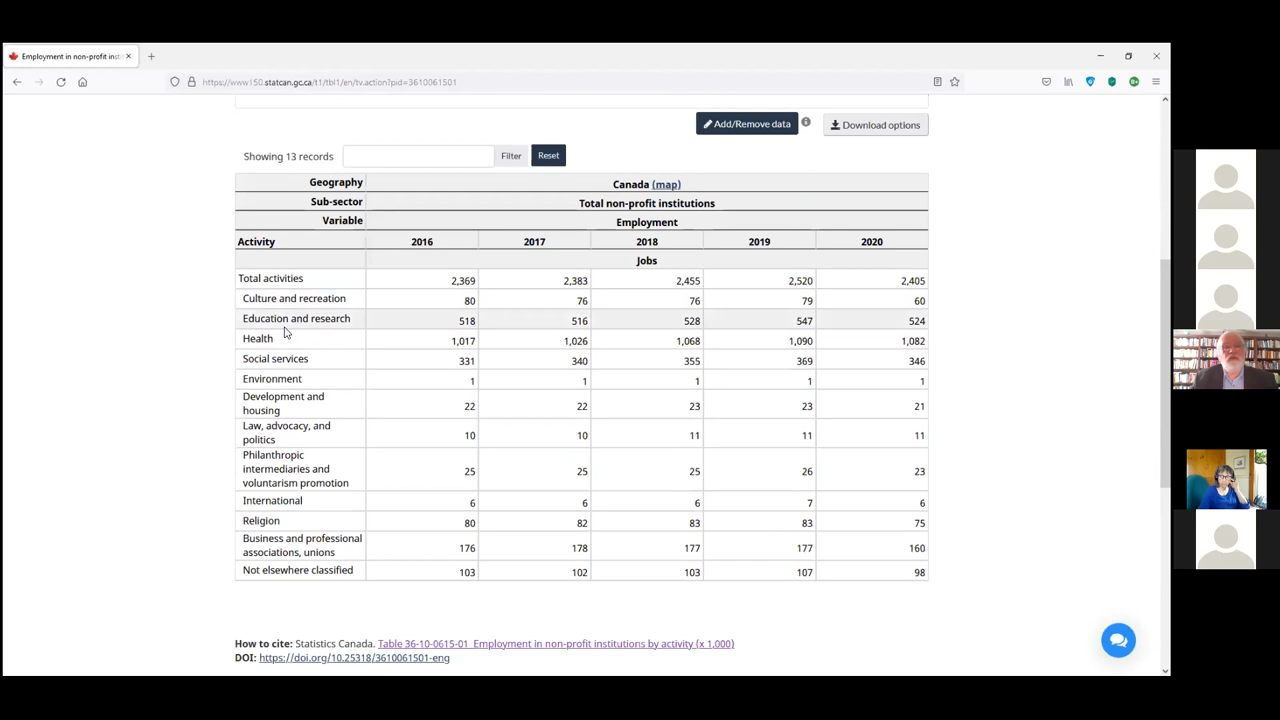 Employment in non-profit insti
https://www150.statcan.gc.ca/t1/tbl1/en/tv.action?pid=3610061501
Add/Remove data
Download options
Showing 13 records
Filter
Reset
Geography Canada (map)
Sub-sector Total non-profit institutions
Variable Employment
Activity 2016 2017 2018 2019 2020
Jobs
Total activities 2,369 2,383 2,455 2,520 2,405
Culture and recreation 80 76 76 79 60
Education and research 518 516 528 547 524
Health 1,017 1,026 1,068 1,090 1,082
Social services 331 340 355 369 346
Environment 1 1 1 1 1
Development and
housing 22 22 23 23 21
Law, advocacy, and
politics 10 10 11 11 11
Philanthropic
intermediaries and
voluntarism promotion 25 25 25 26 23
International 6 6 6 7 6
Religion 80 82 83 83 75
Business and professional
associations, unions 176 178 177 177 160
Not elsewhere classified 103 102 103 107 98
How to cite: Statistics Canada. Table 36-10-0615-01 Employment in non-profit institutions by activity (x 1,000)
DOI: https://doi.org/10.25318/3610061501-eng